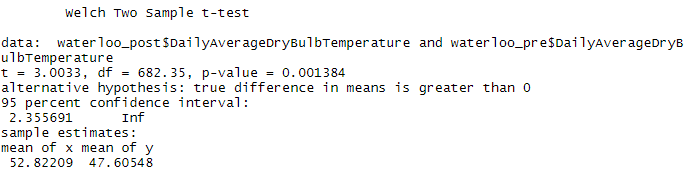 Welch Two Sample t-test
data:  waterloo_post$DailyAverageDryBulbTemperature and waterloo_pre$DailyAverageDryB
ulbTemperature
t = 3.0033, df = 682.35, p-value = 0.001384
alternative hypothesis: true difference in means is greater than 0
95 percent confidence interval:
 2.355691      Inf
sample estimates:
mean of x mean of y
 52.82209  47.60548